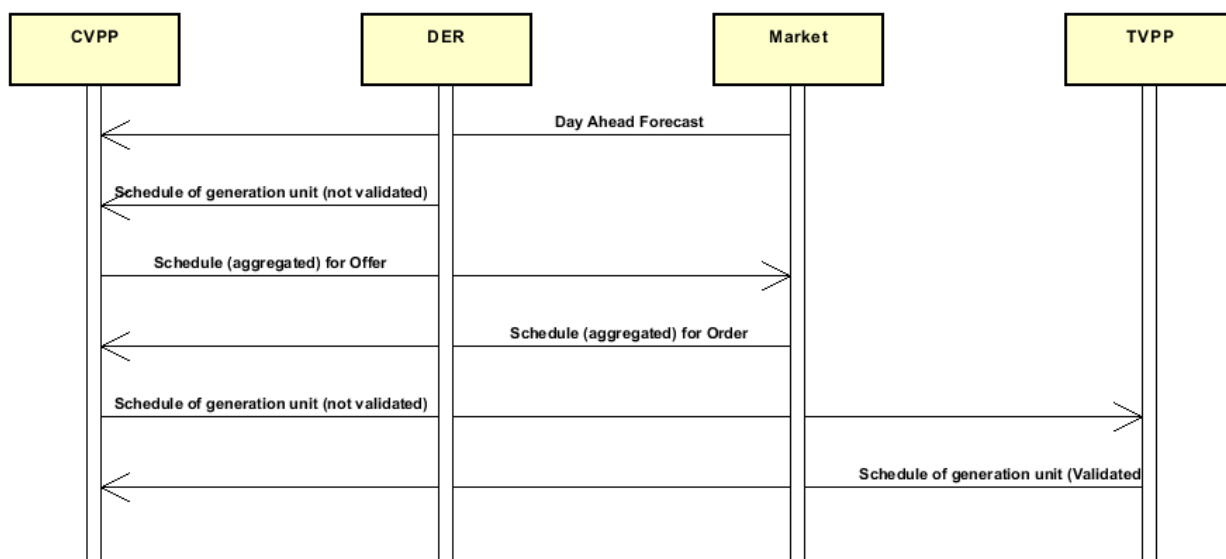 CVPP
DER
Market
TVPP
Day Ahead Forecast
Schedule of generation unit (not validated)
Schedule (aggregated) for Offer
Schedule (aggregated) for Order
Schedule of generation unit (not validated)
Schedule of generation unit (Validated